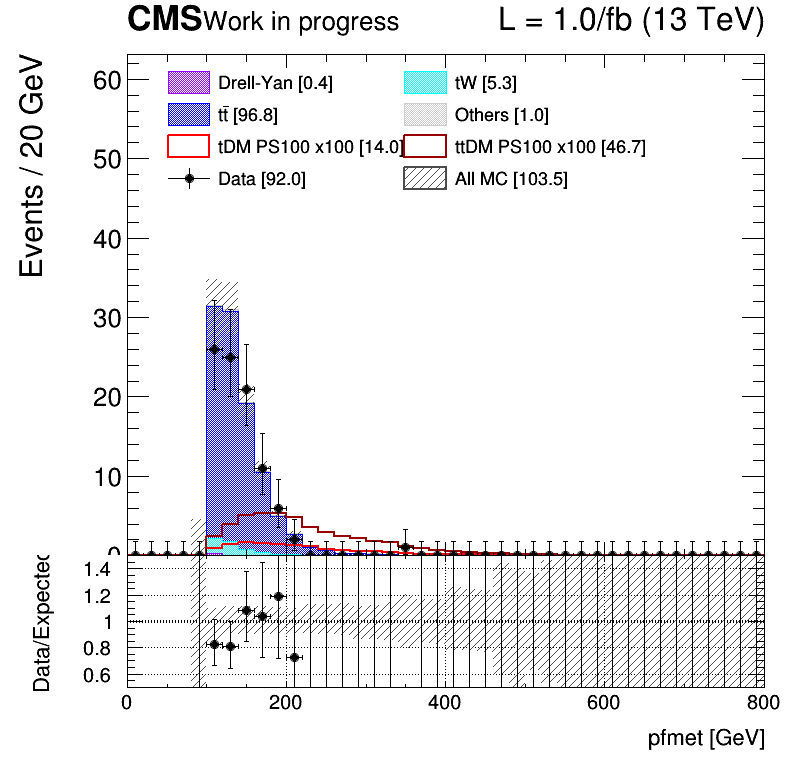 CMS Work in progress L = 1.0/fb (13 TeV)
Events / 20 GeV
60
50
40
30
20
10
0
Drell-Yan [0.4] tW [5.3]
tt̄ [96.8] Others [1.0]
tDM PS100 x100 [14.0] ttDM PS100 x100 [46.7]
Data [92.0] All MC [103.5]
Data/Expected
1.4
1.2
1
0.8
0.6
0 200 400 600 800
pfmet [GeV]